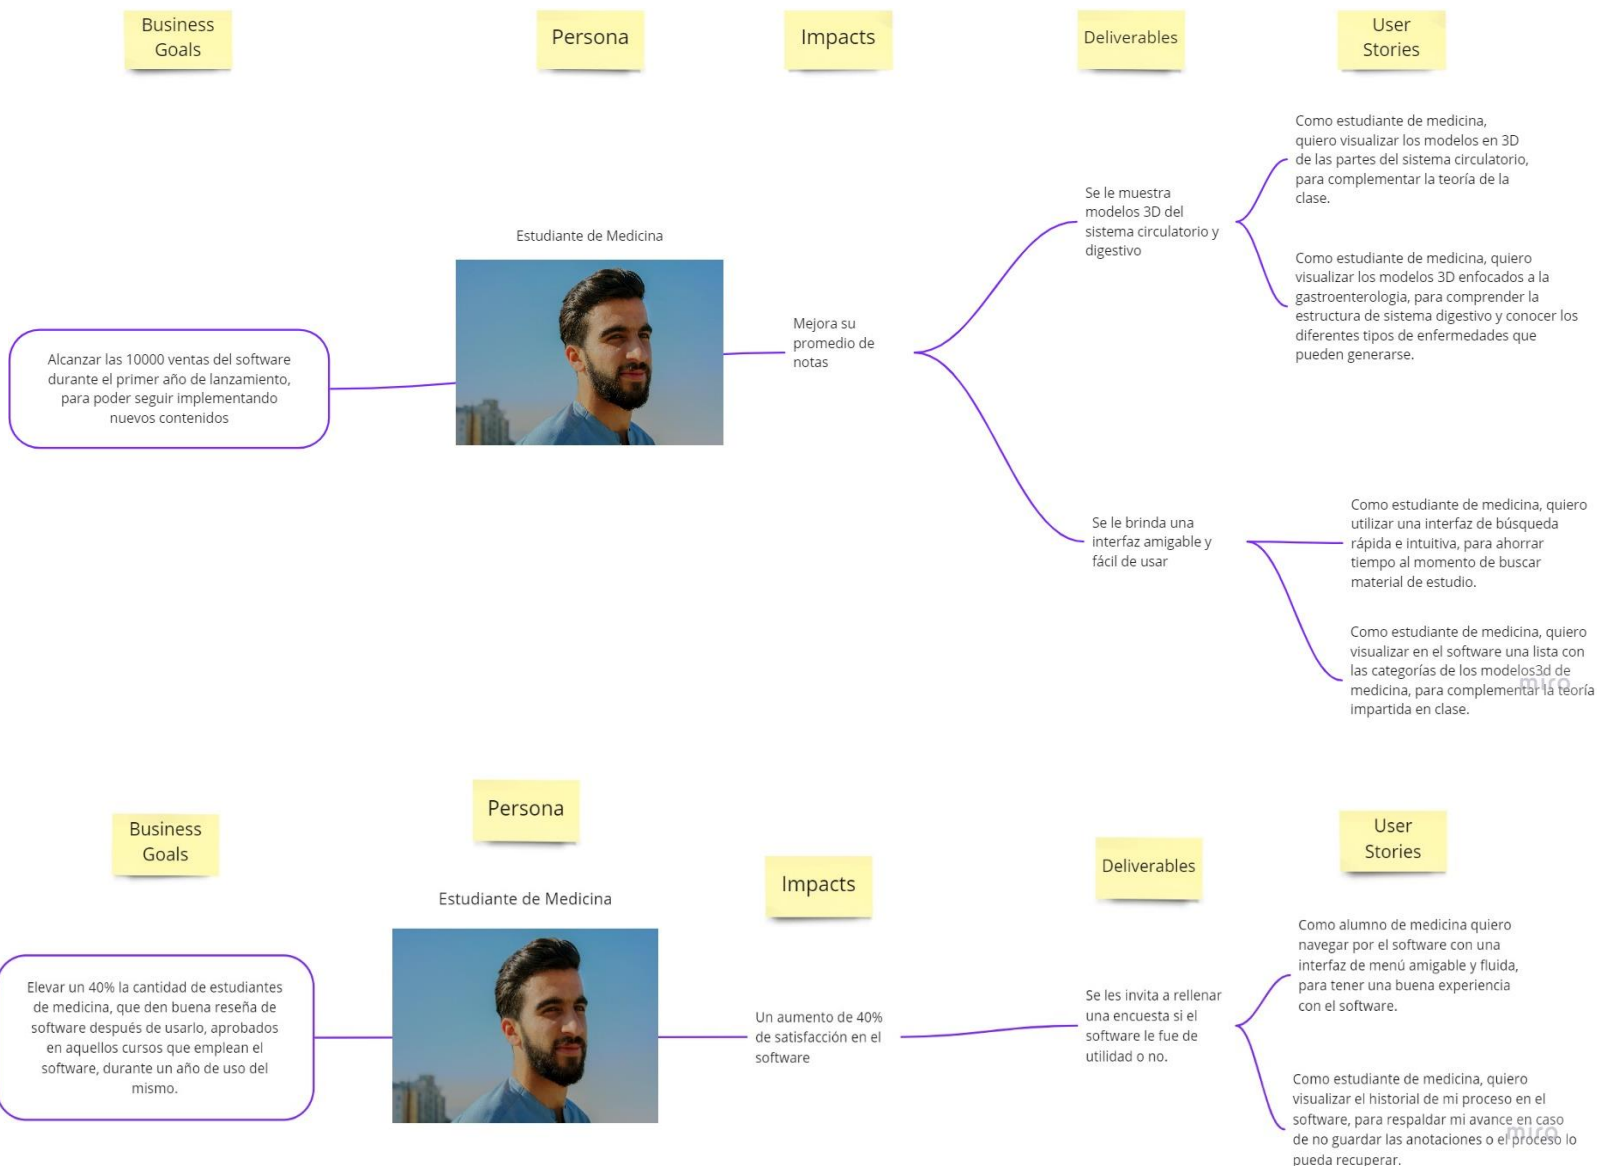 Business
Goals
Persona
Impacts
Deliverables
User
Stories
Como estudiante de medicina,
quiero visualizar los modelos en 3D
de las partes del sistema circulatorio,
para complementar la teoría de la
clase.
Se le muestra
modelos 3D del
sistema circulatorio y
digestivo
Estudiante de Medicina
Como estudiante de medicina, quiero
visualizar los modelos 3D enfocados a la
gastroenterologia, para comprender la
estructura de sistema digestivo y conocer los
diferentes tipos de enfermedades que
pueden generarse.
Mejora su
promedio de
notas
Alcanzar las 10000 ventas del software
durante el primer año de lanzamiento,
para poder seguir implementando
nuevos contenidos
Se le brinda una
interfaz amigable y
fácil de usar
Como estudiante de medicina, quiero
utilizar una interfaz de búsqueda
rápida e intuitiva, para ahorrar
tiempo al momento de buscar
material de estudio.
Como estudiante de medicina, quiero
visualizar en el software una lista con
las categorías de los modelos3d de
medicina, para complementar la teoría
impartida en clase.
miro
Business
Goals
Persona
Impacts
Deliverables
User
Stories
Estudiante de Medicina
Elevar un 40% la cantidad de estudiantes
de medicina, que den buena reseña de
software después de usarlo, aprobados
en aquellos cursos que emplean el
software, durante un año de uso del
mismo.
Un aumento de 40%
de satisfacción en el
software
Se les invita a rellenar
una encuesta si el
software le fue de
utilidad o no.
Como alumno de medicina quiero
navegar por el software con una
interfaz de menú amigable y fluida,
para tener una buena experiencia
con el software.
Como estudiante de medicina, quiero
visualizar el historial de mi proceso en el
software, para respaldar mi avance en caso
de no guardar las anotaciones o el proceso lo
pueda recuperar.
miro